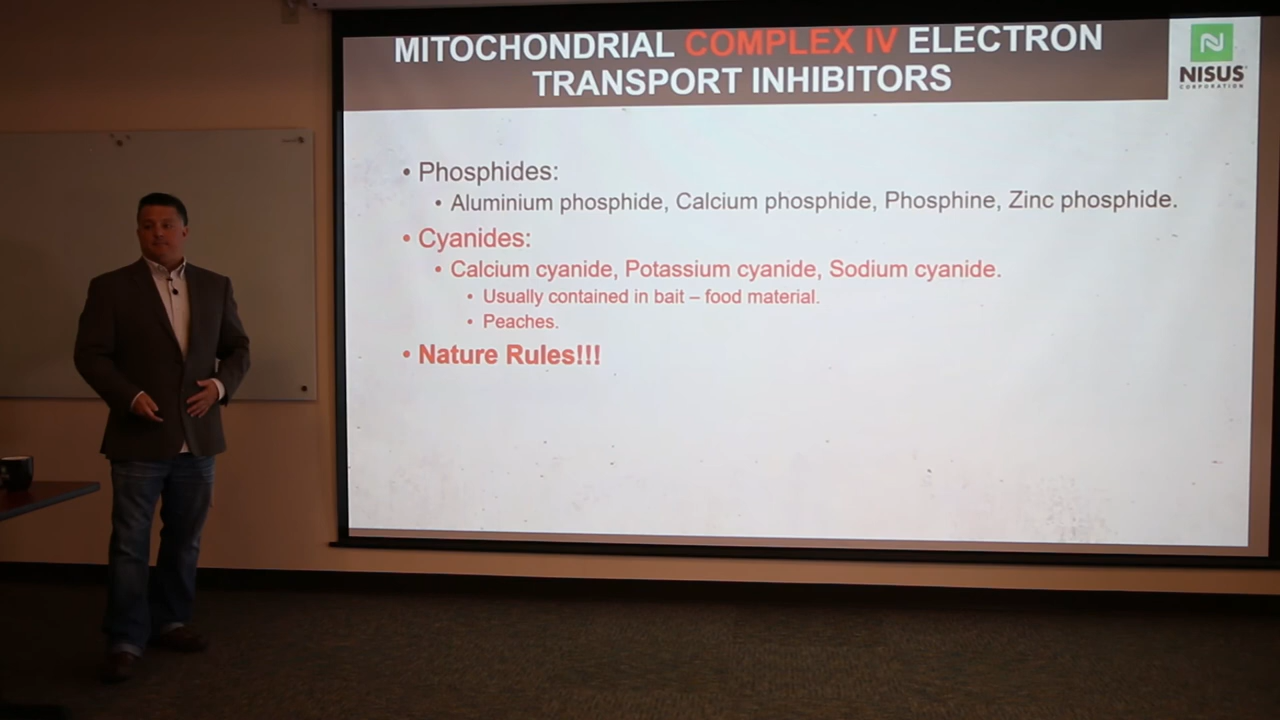 MITOCHONDRIAL COMPLEX IV ELECTRON
TRANSPORT INHIBITORS
NISUS
CORPORATION
• Phosphides:
• Aluminium phosphide, Calcium phosphide, Phosphine, Zinc phosphide.
• Cyanides:
• Calcium cyanide, Potassium cyanide, Sodium cyanide.
• Usually contained in bait – food material.
• Peaches.
• Nature Rules!!!